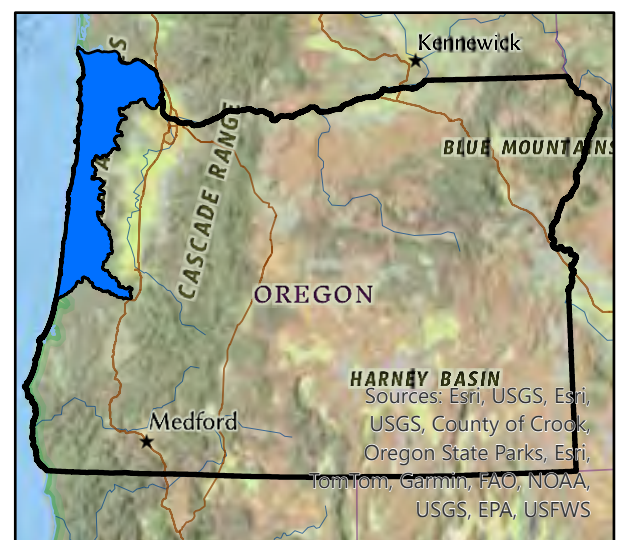 Kennewick
S
A
BLUE MOUNTAINS
CASCADE RANGE
OREGON
HARNEY BASIN
Sources: Esri, USGS, Esri,
USGS, County of Crook,
Oregon State Parks, Esri,
TomTom, Garmin, FAO, NOAA,
USGS, EPA, USFWS
Medford